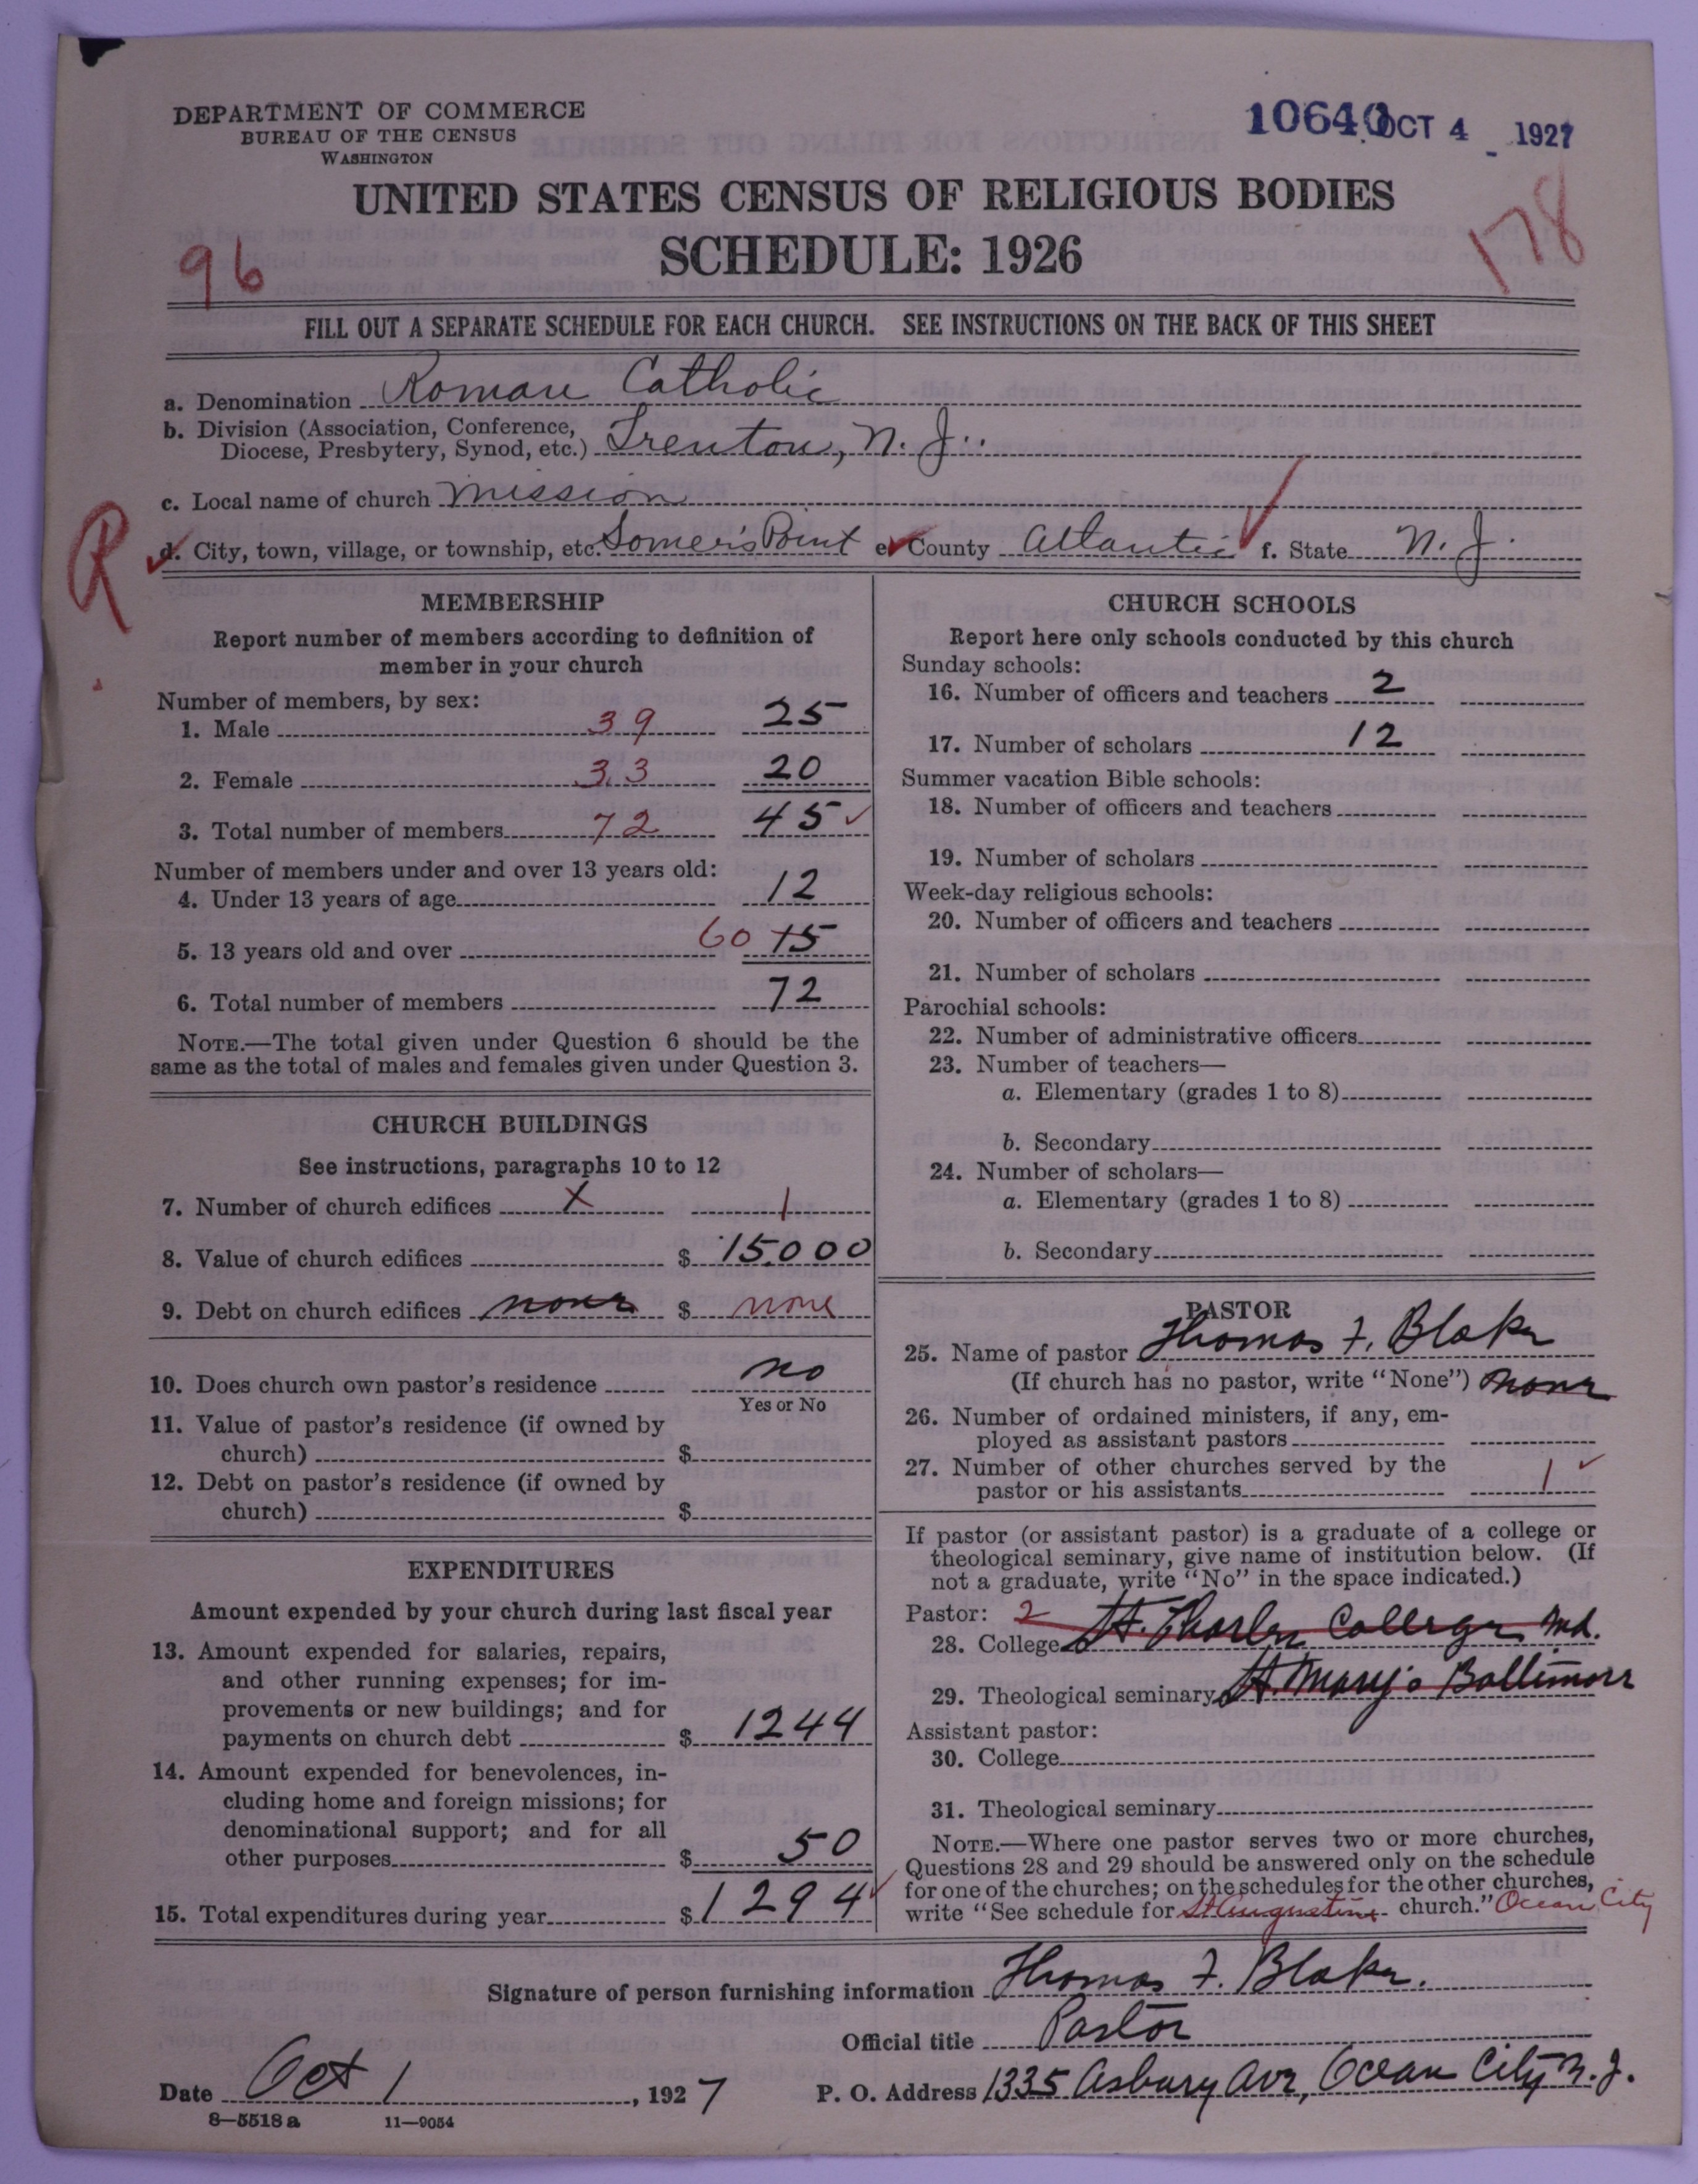 DEPARTMENT OF COMMERCE
BUREAU OF THE CENSUS
WASHINGTON
10640 OCT 4 1927
UNITED STATES CENSUS OF RELIGIOUS BODIES
SCHEDULE: 1926
96
178
FILL OUT A SEPARATE SCHEDULE FOR EACH CHURCH. SEE INSTRUCTIONS ON THE BACK OF THIS SHEET
a. Denomination Roman Catholic
b. Division (Association, Conference,
Diocese, Presbytery, Synod, etc.) Trenton, N. J.
c. Local name of church Mission
R
d. City, town, village, or township, etc. Somer's Point e. County Atlantic f. State N. J.
MEMBERSHIP
Report number of members according to definition of
member in your church
Number of members, by sex:
1. Male 39 25
2. Female 33 20
3. Total number of members 72 45 ✓
Number of members under and over 13 years old:
4. Under 13 years of age 12
5. 13 years old and over 60 15
6. Total number of members 72
NOTE.—The total given under Question 6 should be the
same as the total of males and females given under Question 3.
CHURCH BUILDINGS
See instructions, paragraphs 10 to 12
7. Number of church edifices X 1
8. Value of church edifices $ 15000
9. Debt on church edifices none $ none
10. Does church own pastor's residence no
Yes or No
11. Value of pastor's residence (if owned by
church) $
12. Debt on pastor's residence (if owned by
church) $
EXPENDITURES
Amount expended by your church during last fiscal year
13. Amount expended for salaries, repairs,
and other running expenses; for im-
provements or new buildings; and for
payments on church debt $ 1244
14. Amount expended for benevolences, in-
cluding home and foreign missions; for
denominational support; and for all
other purposes $ 50
15. Total expenditures during year $ 1294 ✓
CHURCH SCHOOLS
Report here only schools conducted by this church
Sunday schools:
16. Number of officers and teachers 2
17. Number of scholars 12
Summer vacation Bible schools:
18. Number of officers and teachers
19. Number of scholars
Week-day religious schools:
20. Number of officers and teachers
21. Number of scholars
Parochial schools:
22. Number of administrative officers
23. Number of teachers—
a. Elementary (grades 1 to 8)
b. Secondary
24. Number of scholars—
a. Elementary (grades 1 to 8)
b. Secondary
PASTOR
25. Name of pastor Thomas F. Blake
(If church has no pastor, write "None") none
26. Number of ordained ministers, if any, em-
ployed as assistant pastors
27. Number of other churches served by the
pastor or his assistants 1 ✓
If pastor (or assistant pastor) is a graduate of a college or
theological seminary, give name of institution below. (If
not a graduate, write "No" in the space indicated.)
Pastor: 2
28. College St. Charles College Md.
29. Theological seminary St. Mary's Baltimore
Assistant pastor:
30. College
31. Theological seminary
NOTE.—Where one pastor serves two or more churches,
Questions 28 and 29 should be answered only on the schedule
for one of the churches; on the schedules for the other churches,
write "See schedule for St Augustine church." Ocean City
Signature of person furnishing information Thomas F. Blake.
Official title Pastor
Date Oct 1, 1927 P. O. Address 1335 Asbury Ave, Ocean City N. J.
8—5518 a 11—9054